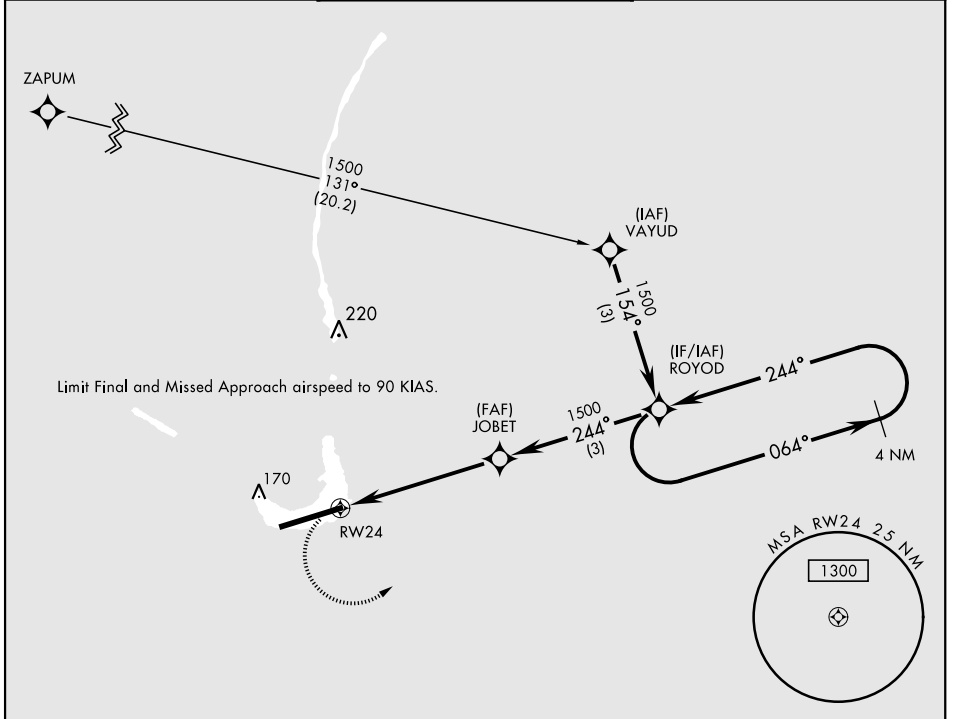 ZAPUM
1500
131°
(20.2)
(IAF)
VAYUD
1500
154°
(3)
220
(IF/IAF)
ROYOD
244°
Limit Final and Missed Approach airspeed to 90 KIAS.
(FAF)
JOBET
1500
244°
(3)
064°
4 NM
170
RW24
MSA RW24 25 NM
1300